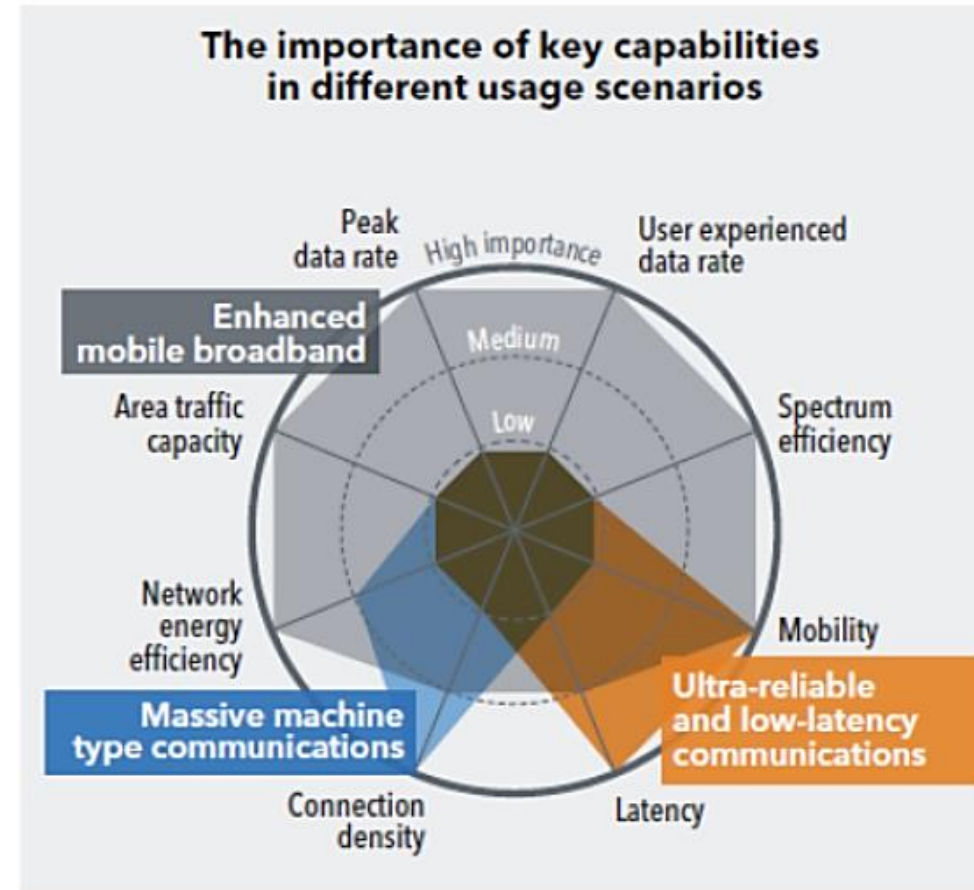 The importance of key capabilities
in different usage scenarios
Peak
data rate
High importance
User experienced
data rate
Enhanced
mobile broadband
Medium
Area traffic
capacity
Low
Spectrum
efficiency
Network
energy
efficiency
Mobility
Massive machine
type communications
Ultra-reliable
and low-latency
communications
Connection
density
Latency